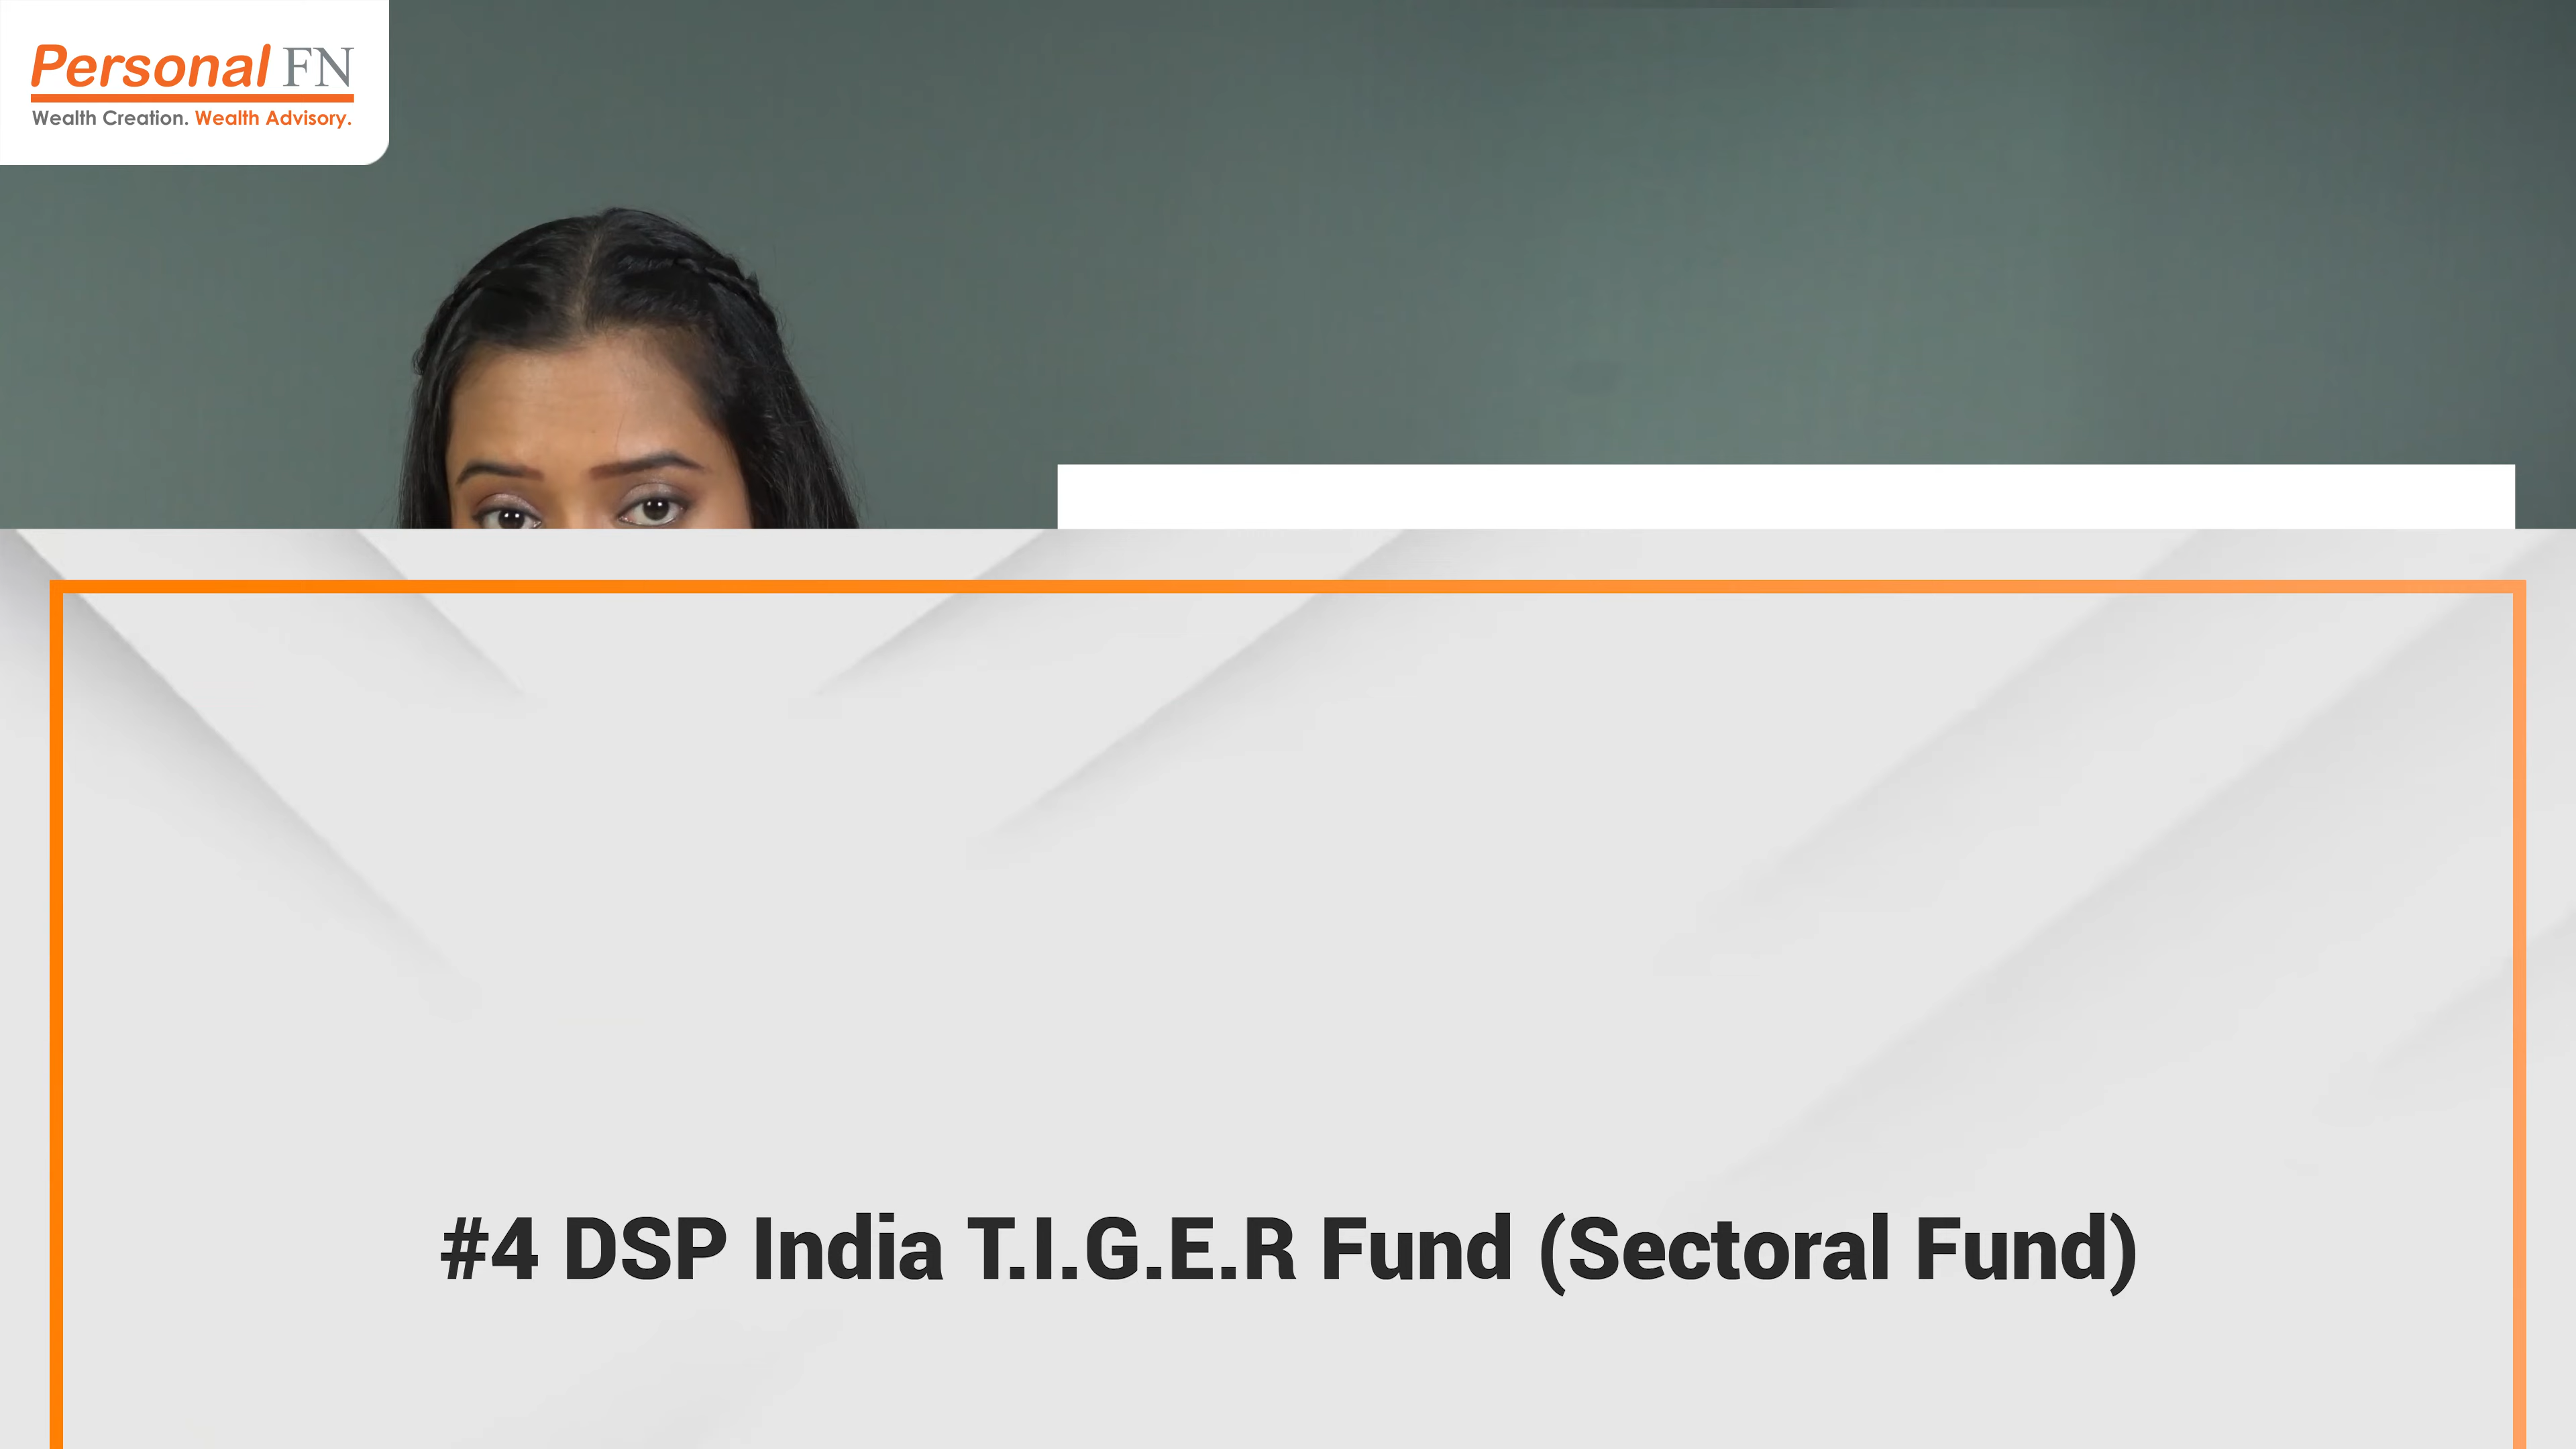 Personal FN
Wealth Creation. Wealth Advisory.
#4 DSP India T.I.G.E.R Fund (Sectoral Fund)